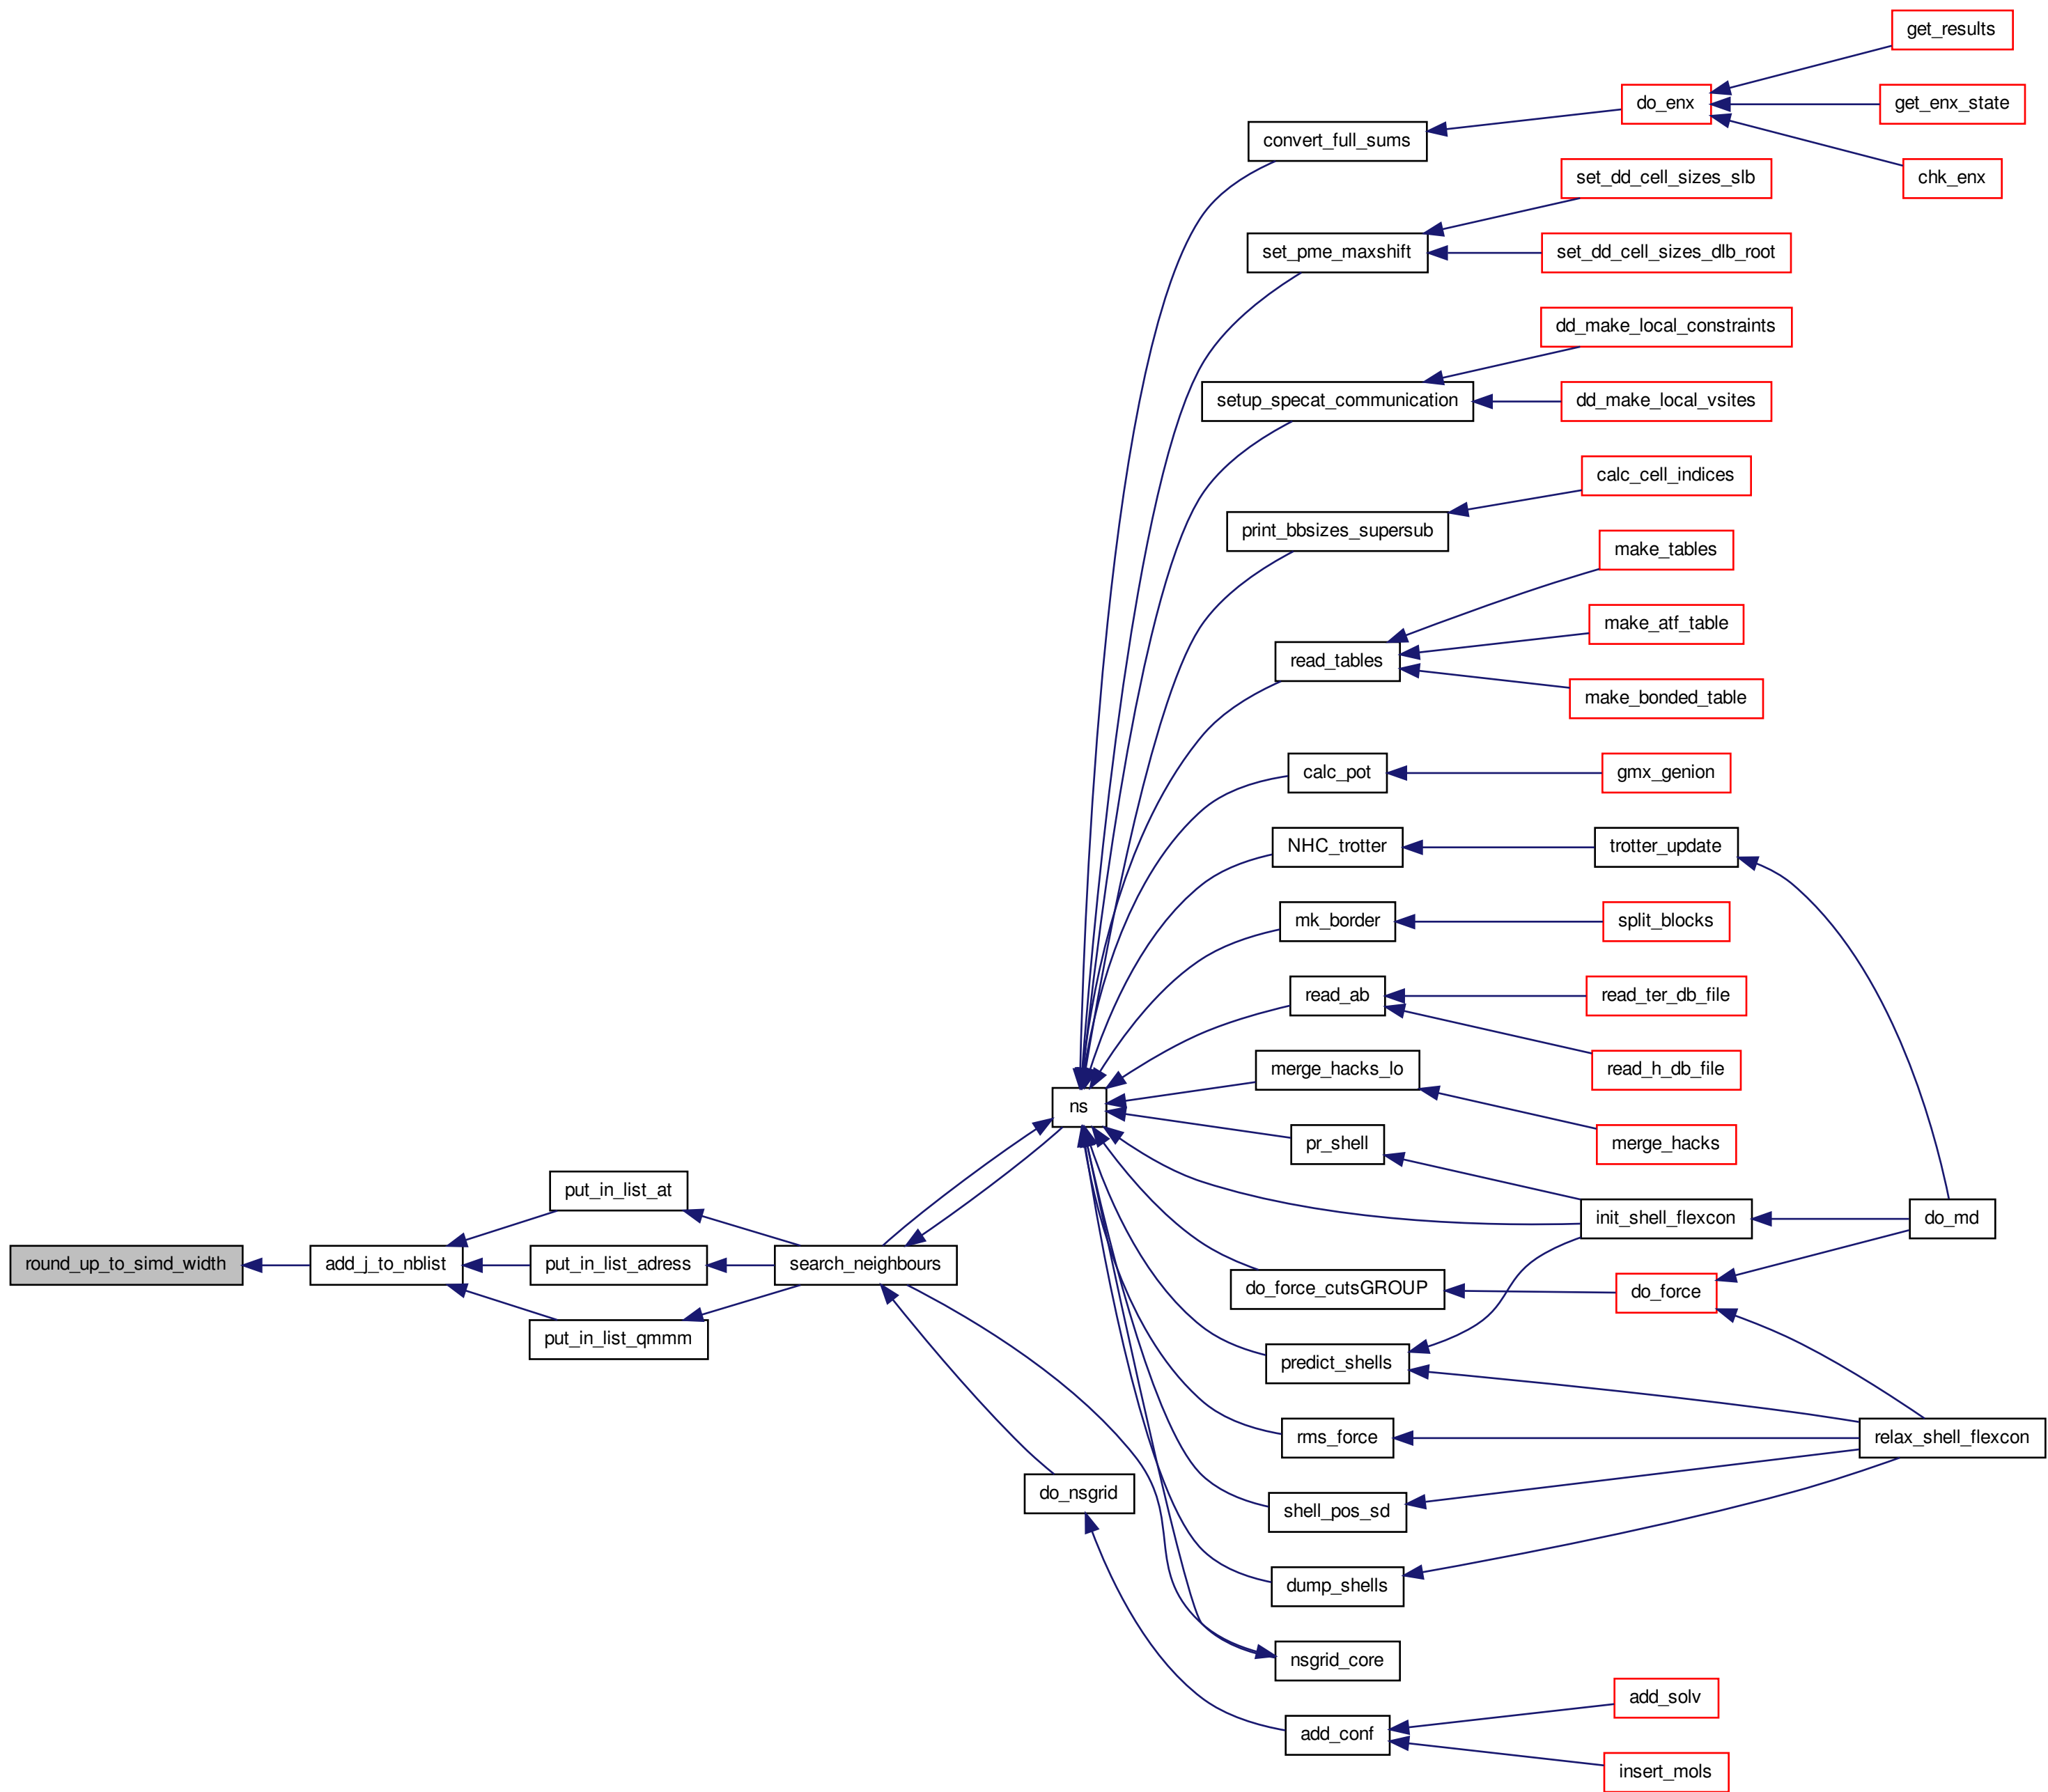 get_results
do_enx
get_enx_state
convert_full_sums
chk_enx
set_dd_cell_sizes_slb
set_pme_maxshift
set_dd_cell_sizes_dlb_root
dd_make_local_constraints
setup_specat_communication
dd_make_local_vsites
calc_cell_indices
print_bbsizes_supersub
make_tables
make_atf_table
read_tables
make_bonded_table
calc_pot
gmx_genion
NHC_trotter
trotter_update
mk_border
split_blocks
read_ab
read_ter_db_file
merge_hacks_lo
read_h_db_file
ns
pr_shell
merge_hacks
put_in_list_at
init_shell_flexcon
do_md
round_up_to_simd_width
add_j_to_nblist
put_in_list_adress
search_neighbours
do_force_cutsGROUP
do_force
put_in_list_qmmm
predict_shells
rms_force
relax_shell_flexcon
do_nsgrid
shell_pos_sd
dump_shells
nsgrid_core
add_solv
add_conf
insert_mols